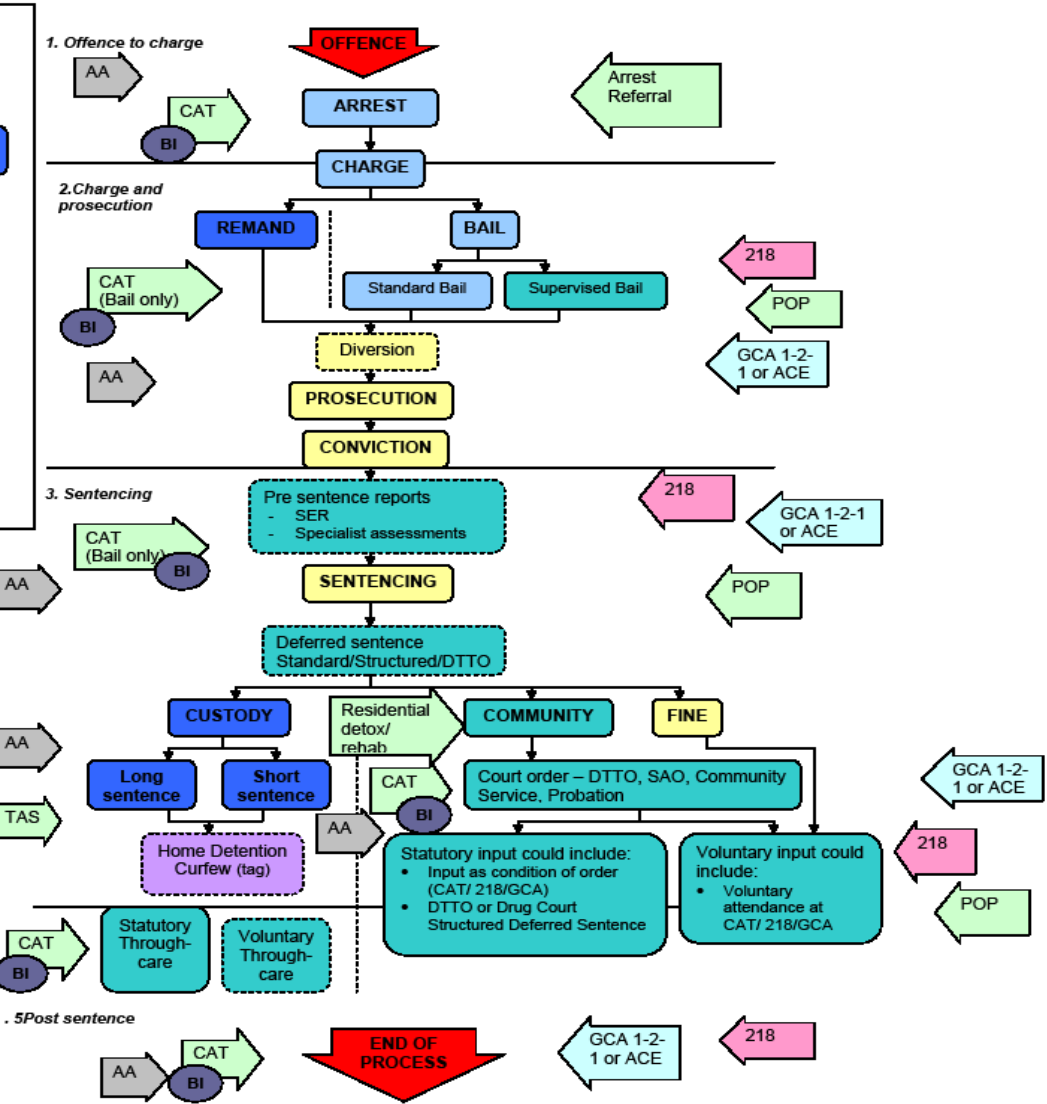 1. Offence to charge
OFFENCE
AA
Arrest
Referral
CAT
BI
ARREST
CHARGE
2.Charge and
prosecution
REMAND
BAIL
218
CAT
(Bail only)
BI
Standard Bail
Supervised Bail
POP
Diversion
GCA 1-2-
1 or ACE
AA
PROSECUTION
CONVICTION
3. Sentencing
Pre sentence reports
- SER
- Specialist assessments
218
GCA 1-2-1
or ACE
CAT
(Bail only)
BI
AA
SENTENCING
POP
Deferred sentence
Standard/Structured/DTTO
CUSTODY
Residential
detox/
rehab
COMMUNITY
FINE
AA
Long
sentence
Short
sentence
CAT
BI
Court order – DTTO, SAO, Community
Service, Probation
GCA 1-2-
1 or ACE
TAS
AA
Home Detention
Curfew (tag)
Statutory input could include:
• Input as condition of order
(CAT/ 218/GCA)
• DTTO or Drug Court
Structured Deferred Sentence
Voluntary input could
include:
• Voluntary
attendance at
CAT/ 218/GCA
218
POP
CAT
BI
Statutory
Through-
care
Voluntary
Through-
care
. 5Post sentence
AA
CAT
BI
END OF
PROCESS
GCA 1-2-
1 or ACE
218